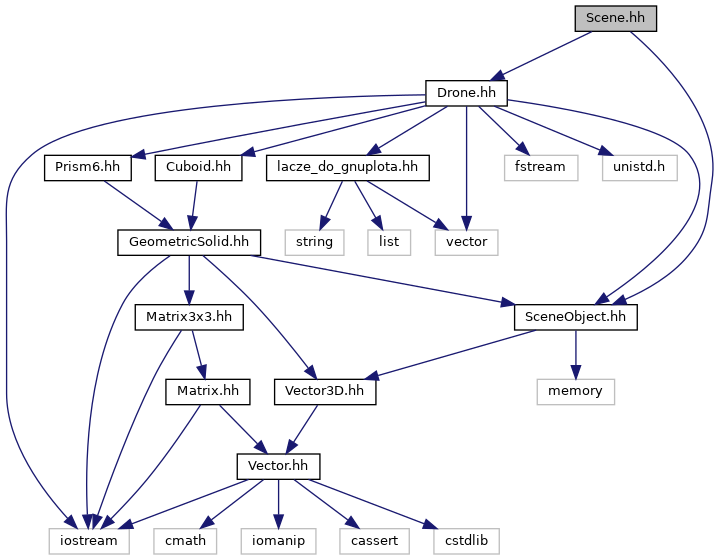 Scene.hh
Drone.hh
Prism6.hh
Cuboid.hh
lacze_do_gnuplota.hh
fstream
unistd.h
GeometricSolid.hh
string
list
vector
Matrix3x3.hh
SceneObject.hh
Matrix.hh
Vector3D.hh
memory
Vector.hh
iostream
cmath
iomanip
cassert
cstdlib